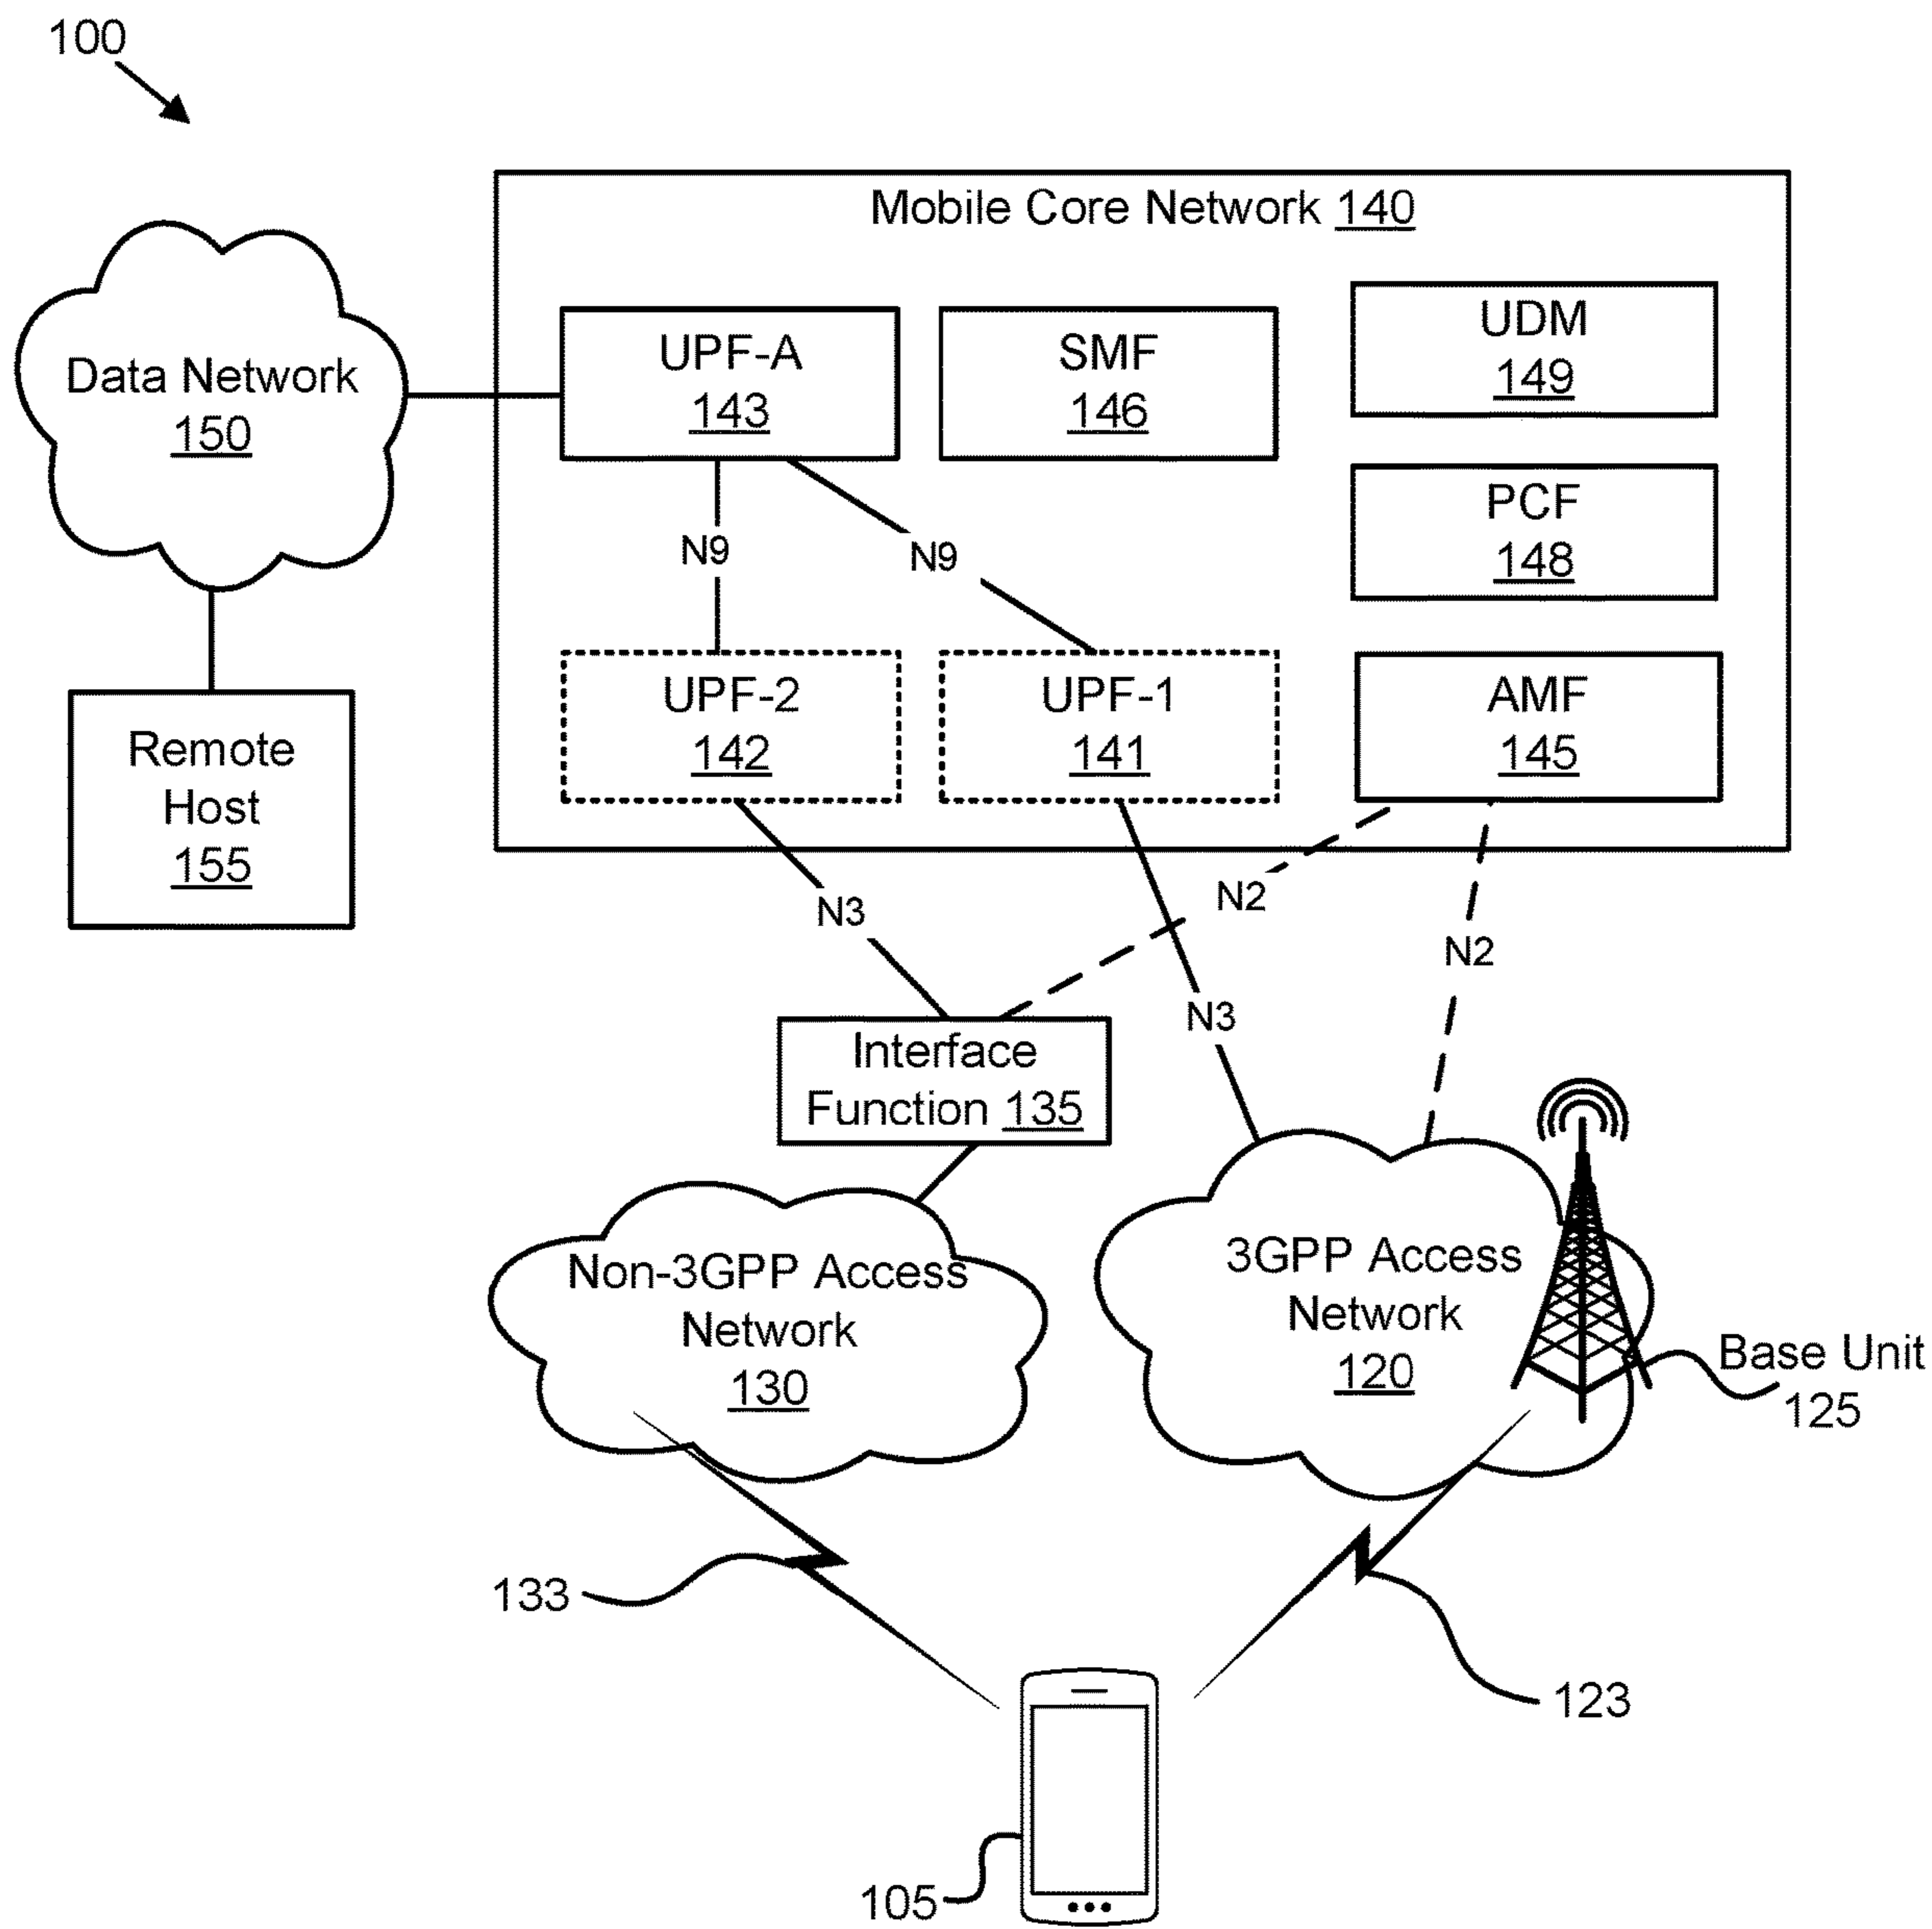 100
Mobile Core Network 140
Data Network
150
UPF-A
143
SMF
146
UDM
149
PCF
148
N9
N9
UPF-2
142
UPF-1
141
AMF
145
Remote
Host
155
N3
N2
N2
N3
Interface
Function 135
Non-3GPP Access
Network
130
3GPP Access
Network
120
Base Unit
125
133
123
105